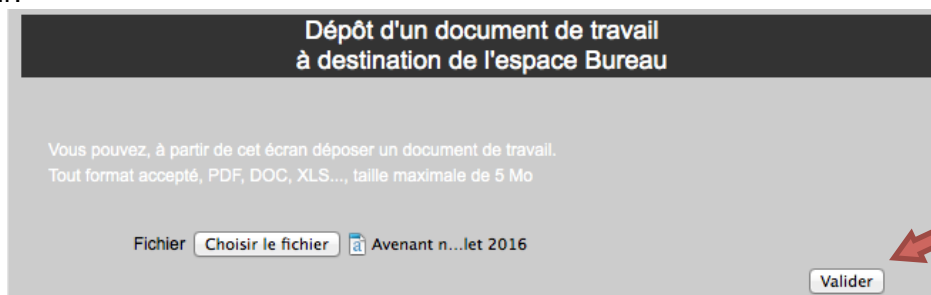 Dépôt d'un document de travail
à destination de l'espace Bureau
Vous pouvez, à partir de cet écran déposer un document de travail.
Tout format accepté, PDF, DOC, XLS..., taille maximale de 5 Mo
Fichier Choisir le fichier Avenant n...let 2016
Valider